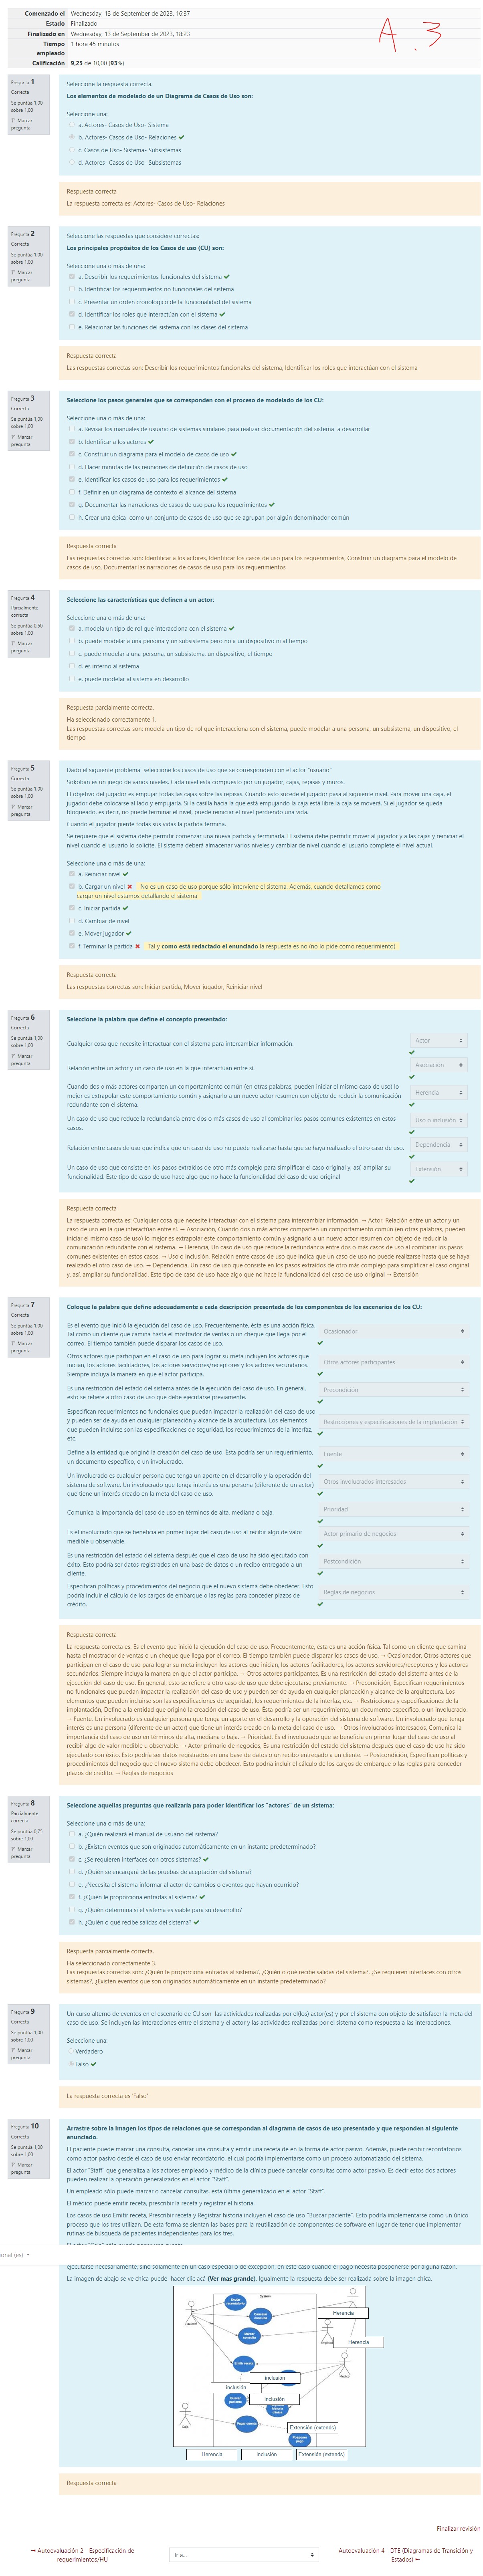 Comenzado el Wednesday, 13 de September de 2023, 16:37
Estado Finalizado
Finalizado en Wednesday, 13 de September de 2023, 18:23
Tiempo 1 hora 45 minutos
empleado
Calificación 9,25 de 10,00 (93%)
A.3
Pregunta 1
Correcta
Se puntúa 1,00
sobre 1,00
Marcar
pregunta
Seleccione la respuesta correcta.
Los elementos de modelado de un Diagrama de Casos de Uso son:
Seleccione una:
a. Actores- Casos de Uso- Sistema
b. Actores- Casos de Uso- Relaciones
c. Casos de Uso- Sistema- Subsistemas
d. Actores- Casos de Uso- Subsistemas
Respuesta correcta
La respuesta correcta es: Actores- Casos de Uso- Relaciones
Pregunta 2
Correcta
Se puntúa 1,00
sobre 1,00
Marcar
pregunta
Seleccione las respuestas que considere correctas:
Los principales propósitos de los Casos de uso (CU) son:
Seleccione una o más de una:
a. Describir los requerimientos funcionales del sistema
b. Identificar los requerimientos no funcionales del sistema
c. Presentar un orden cronológico de la funcionalidad del sistema
d. Identificar los roles que interactúan con el sistema
e. Relacionar las funciones del sistema con las clases del sistema
Respuesta correcta
Las respuestas correctas son: Describir los requerimientos funcionales del sistema, Identificar los roles que interactúan con el sistema
Pregunta 3
Correcta
Se puntúa 1,00
sobre 1,00
Marcar
pregunta
Seleccione los pasos generales que se corresponden con el proceso de modelado de los CU:
Seleccione una o más de una:
a. Revisar los manuales de usuario de sistemas similares para realizar documentación del sistema a desarrollar
b. Identificar a los actores
c. Construir un diagrama para el modelo de casos de uso
d. Hacer minutas de las reuniones de definición de casos de uso
e. Identificar los casos de uso para los requerimientos
f. Definir en un diagrama de contexto el alcance del sistema
g. Documentar las narraciones de casos de uso para los requerimientos
h. Crear una épica como un conjunto de casos de uso que se agrupan por algún denominador común
Respuesta correcta
Las respuestas correctas son: Identificar a los actores, Identificar los casos de uso para los requerimientos, Construir un diagrama para el modelo de
casos de uso, Documentar las narraciones de casos de uso para los requerimientos
Pregunta 4
Parcialmente
correcta
Se puntúa 0,50
sobre 1,00
Marcar
pregunta
Seleccione las características que definen a un actor:
Seleccione una o más de una:
a. modela un tipo de rol que interacciona con el sistema
b. puede modelar a una persona y un subsistema pero no a un dispositivo ni al tiempo
c. puede modelar a una persona, un subsistema, un dispositivo, el tiempo
d. es interno al sistema
e. puede modelar al sistema en desarrollo
Respuesta parcialmente correcta.
Ha seleccionado correctamente 1.
Las respuestas correctas son: modela un tipo de rol que interacciona con el sistema, puede modelar a una persona, un subsistema, un dispositivo, el
tiempo
Pregunta 5
Correcta
Se puntúa 1,00
sobre 1,00
Marcar
pregunta
Dado el siguiente problema seleccione los casos de uso que se corresponden con el actor "usuario"
Sokoban es un juego de varios niveles. Cada nivel está compuesto por un jugador, cajas, repisas y muros.
El objetivo del jugador es empujar todas las cajas sobre las repisas. Cuando esto sucede el jugador pasa al siguiente nivel. Para mover una caja, el
jugador debe colocarse al lado y empujarla. Si la casilla hacia la que está empujando la caja está libre la caja se moverá. Si el jugador se queda
bloqueado, es decir, no puede terminar el nivel, puede reiniciar el nivel perdiendo una vida.
Cuando el jugador pierde todas sus vidas la partida termina.
Se requiere que el sistema debe permitir comenzar una nueva partida y terminarla. El sistema debe permitir mover al jugador y a las cajas y reiniciar el
nivel cuando el usuario lo solicite. El sistema deberá almacenar varios niveles y cambiar de nivel cuando el usuario complete el nivel actual.
Seleccione una o más de una:
a. Reiniciar nivel
b. Cargar un nivel No es un caso de uso porque sólo interviene el sistema. Además, cuando detallamos como
cargar un nivel estamos detallando el sistema
c. Iniciar partida
d. Cambiar de nivel
e. Mover jugador
f. Terminar la partida Tal y como está redactado el enunciado la respuesta es no (no lo pide como requerimiento)
Respuesta correcta
Las respuestas correctas son: Iniciar partida, Mover jugador, Reiniciar nivel
Pregunta 6
Correcta
Se puntúa 1,00
sobre 1,00
Marcar
pregunta
Seleccione la palabra que define el concepto presentado:
Cualquier cosa que necesite interactuar con el sistema para intercambiar información. Actor
Relación entre un actor y un caso de uso en la que interactúan entre sí. Asociación
Cuando dos o más actores comparten un comportamiento común (en otras palabras, pueden iniciar el mismo caso de uso) lo
mejor es extrapolar este comportamiento común y asignarlo a un nuevo actor resumen con objeto de reducir la comunicación
redundante con el sistema. Herencia
Un caso de uso que reduce la redundancia entre dos o más casos de uso al combinar los pasos comunes existentes en estos
casos. Uso o inclusión
Relación entre casos de uso que indica que un caso de uso no puede realizarse hasta que se haya realizado el otro caso de uso. Dependencia
Un caso de uso que consiste en los pasos extraídos de otro más complejo para simplificar el caso original y, así, ampliar su
funcionalidad. Este tipo de caso de uso hace algo que no hace la funcionalidad del caso de uso original Extensión
Respuesta correcta
La respuesta correcta es: Cualquier cosa que necesite interactuar con el sistema para intercambiar información. → Actor, Relación entre un actor y un
caso de uso en la que interactúan entre sí. → Asociación, Cuando dos o más actores comparten un comportamiento común (en otras palabras, pueden
iniciar el mismo caso de uso) lo mejor es extrapolar este comportamiento común y asignarlo a un nuevo actor resumen con objeto de reducir la
comunicación redundante con el sistema. → Herencia, Un caso de uso que reduce la redundancia entre dos o más casos de uso al combinar los pasos
comunes existentes en estos casos. → Uso o inclusión, Relación entre casos de uso que indica que un caso de uso no puede realizarse hasta que se haya
realizado el otro caso de uso. → Dependencia, Un caso de uso que consiste en los pasos extraídos de otro más complejo para simplificar el caso original
y, así, ampliar su funcionalidad. Este tipo de caso de uso hace algo que no hace la funcionalidad del caso de uso original → Extensión
Pregunta 7
Correcta
Se puntúa 1,00
sobre 1,00
Marcar
pregunta
Coloque la palabra que define adecuadamente a cada descripción presentada de los componentes de los escenarios de los CU:
Es el evento que inició la ejecución del caso de uso. Frecuentemente, ésta es una acción física.
Tal como un cliente que camina hasta el mostrador de ventas o un cheque que llega por el
correo. El tiempo también puede disparar los casos de uso. Ocasionador
Otros actores que participan en el caso de uso para lograr su meta incluyen los actores que
inician, los actores facilitadores, los actores servidores/receptores y los actores secundarios.
Siempre incluya la manera en que el actor participa. Otros actores participantes
Es una restricción del estado del sistema antes de la ejecución del caso de uso. En general,
esto se refiere a otro caso de uso que debe ejecutarse previamente. Precondición
Especifican requerimientos no funcionales que puedan impactar la realización del caso de uso
y pueden ser de ayuda en cualquier planeación y alcance de la arquitectura. Los elementos
que pueden incluirse son las especificaciones de seguridad, los requerimientos de la interfaz,
etc. Restricciones y especificaciones de la implantación
Define a la entidad que originó la creación del caso de uso. Ésta podría ser un requerimiento,
un documento específico, o un involucrado. Fuente
Un involucrado es cualquier persona que tenga un aporte en el desarrollo y la operación del
sistema de software. Un involucrado que tenga interés es una persona (diferente de un actor)
que tiene un interés creado en la meta del caso de uso. Otros involucrados interesados
Comunica la importancia del caso de uso en términos de alta, mediana o baja. Prioridad
Es el involucrado que se beneficia en primer lugar del caso de uso al recibir algo de valor
medible u observable. Actor primario de negocios
Es una restricción del estado del sistema después de que el caso de uso ha sido ejecutado con
éxito. Esto podría ser datos registrados en una base de datos o un recibo entregado a un
cliente. Postcondición
Especifican políticas y procedimientos del negocio que el nuevo sistema debe obedecer. Esto
podría incluir el cálculo de los cargos de embarque o las reglas para conceder plazos de
crédito. Reglas de negocios
Respuesta correcta
La respuesta correcta es: Es el evento que inició la ejecución del caso de uso. Frecuentemente, ésta es una acción física. Tal como un cliente que camina
hasta el mostrador de ventas o un cheque que llega por el correo. El tiempo también puede disparar los casos de uso. → Ocasionador, Otros actores que
participan en el caso de uso para lograr su meta incluyen los actores que inician, los actores facilitadores, los actores servidores/receptores y los actores
secundarios. Siempre incluya la manera en que el actor participa. → Otros actores participantes, Es una restricción del estado del sistema antes de la
ejecución del caso de uso. En general, esto se refiere a otro caso de uso que debe ejecutarse previamente. → Precondición, Especifican requerimientos
no funcionales que puedan impactar la realización del caso de uso y pueden ser de ayuda en cualquier planeación y alcance de la arquitectura. Los
elementos que pueden incluirse son las especificaciones de seguridad, los requerimientos de la interfaz, etc. → Restricciones y especificaciones de la
implantación, Define a la entidad que originó la creación del caso de uso. Ésta podría ser un requerimiento, un documento específico, o un involucrado.
→ Fuente, Un involucrado es cualquier persona que tenga un aporte en el desarrollo y la operación del sistema de software. Un involucrado que tenga
interés es una persona (diferente de un actor) que tiene un interés creado en la meta del caso de uso. → Otros involucrados interesados, Comunica la
importancia del caso de uso en términos de alta, mediana o baja. → Prioridad, Es el involucrado que se beneficia en primer lugar del caso de uso al
recibir algo de valor medible u observable. → Actor primario de negocios, Es una restricción del estado del sistema después de que el caso de uso ha sido
ejecutado con éxito. Esto podría ser datos registrados en una base de datos o un recibo entregado a un cliente. → Postcondición, Especifican políticas y
procedimientos del negocio que el nuevo sistema debe obedecer. Esto podría incluir el cálculo de los cargos de embarque o las reglas para conceder
plazos de crédito. → Reglas de negocios
Pregunta 8
Parcialmente
correcta
Se puntúa 0,75
sobre 1,00
Marcar
pregunta
Seleccione aquellas preguntas que realizaría para poder identificar los "actores" de un sistema:
Seleccione una o más de una:
a. ¿Quién realizará el manual de usuario del sistema?
b. ¿Existen eventos que son originados automáticamente en un instante predeterminado?
c. ¿Se requieren interfaces con otros sistemas?
d. ¿Quién se encargará de las pruebas de aceptación del sistema?
e. ¿Necesita el sistema informar al actor de cambios o eventos que hayan ocurrido?
f. ¿Quién le proporciona entradas al sistema?
g. ¿Quién determina si el sistema es viable para su desarrollo?
h. ¿Quién o qué recibe salidas del sistema?
Respuesta parcialmente correcta.
Ha seleccionado correctamente 3.
Las respuestas correctas son: ¿Quién le proporciona entradas al sistema?, ¿Quién o qué recibe salidas del sistema?, ¿Se requieren interfaces con otros
sistemas?, ¿Existen eventos que son originados automáticamente en un instante predeterminado?
Pregunta 9
Correcta
Se puntúa 1,00
sobre 1,00
Marcar
pregunta
Un curso alterno de eventos en el escenario de CU son las actividades realizadas por el(los) actor(es) y por el sistema con objeto de satisfacer la meta del
caso de uso. Se incluyen las interacciones entre el sistema y el actor y las actividades realizadas por el sistema como respuesta a las interacciones.
Seleccione una:
Verdadero
Falso
La respuesta correcta es 'Falso'
Pregunta 10
Correcta
Se puntúa 1,00
sobre 1,00
Marcar
pregunta
Arrastre sobre la imagen los tipos de relaciones que se correspondan al diagrama de casos de uso presentado y que responden al siguiente
enunciado.
El paciente puede marcar una consulta, cancelar una consulta y emitir una receta en la forma de actor pasivo. Además, puede recibir recordatorios
como actor pasivo desde el caso de uso enviar recordatorio, el cual podría implementarse como un proceso automatizado del sistema.
El actor "Staff" que generaliza a los actores empleado y médico de la clínica puede cancelar consultas como actor pasivo. Es decir estos dos actores
pueden realizar la operación generalizados en el actor "Staff".
Un empleado sólo puede marcar o cancelar consultas, esta última generalizado en el actor "Staff".
El médico puede emitir receta, prescribir la receta y registrar el historia.
Los casos de uso Emitir receta, Prescribir receta y Registrar historia incluyen el caso de uso "Buscar paciente". Esto podría implementarse como un único
proceso que los tres utilizan. De esta forma se sientan las bases para la reutilización de componentes de software en lugar de tener que implementar
rutinas de búsqueda de pacientes independientes para los tres.
ional (es)
ejecutarse necesariamente, sino solamente en un caso especial o de excepción, en este caso cuando el pago necesita posponerse por alguna razón.
La imagen de abajo se ve chica puede hacer clic acá (Ver mas grande). Igualmente la respuesta debe ser realizada sobre la imagen chica.
System
Enviar recordatorio
Cancelar consulta
Herencia
Paciente
Marcar consulta
Empleado
Herencia
Emitir receta
Médico
inclusión
inclusión
Buscar paciente
inclusión
historia clínica
Caja
Pagar cuenta
Extensión (extends)
Posponer pago
Herencia inclusión Extensión (extends)
Respuesta correcta
Finalizar revisión
◄ Autoevaluación 2 - Especificación de
requerimientos/HU
Ir a...
Autoevaluación 4 - DTE (Diagramas de Transición y
Estados) ►